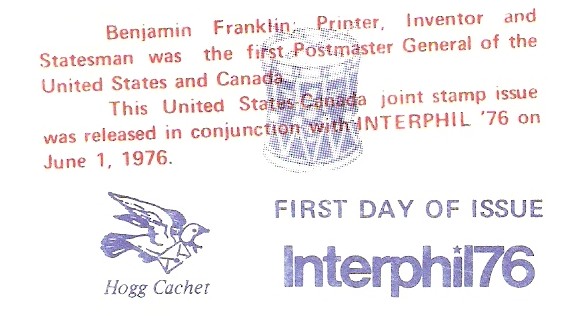 Benjamin Franklin; Printer, Inventor and
Statesman was the first Postmaster General of the
United States and Canada.
This United States-Canada joint stamp issue
was released in conjunction with INTERPHIL '76 on
June 1, 1976.
Hogg Cachet
FIRST DAY OF ISSUE
Interphil76